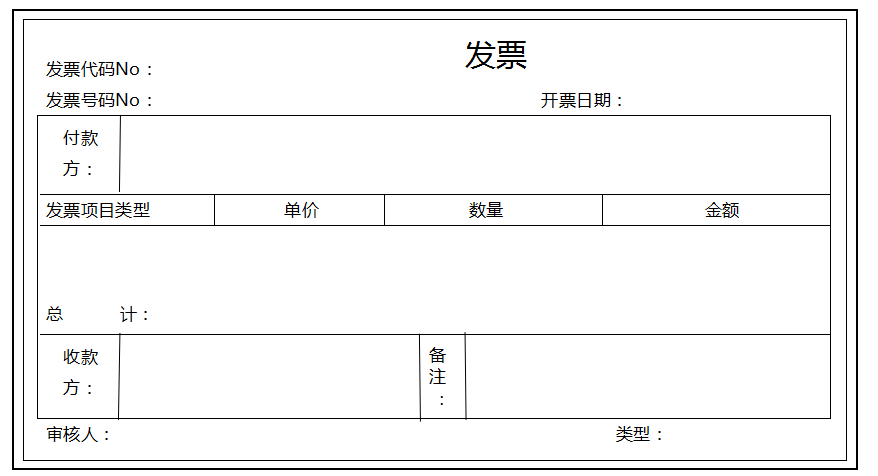 发票
发票代码No：
发票号码No： 开票日期：
付款
方：
发票项目类型 单价 数量 金额
总 计：
收款
方：
备
注
：
审核人： 类型：